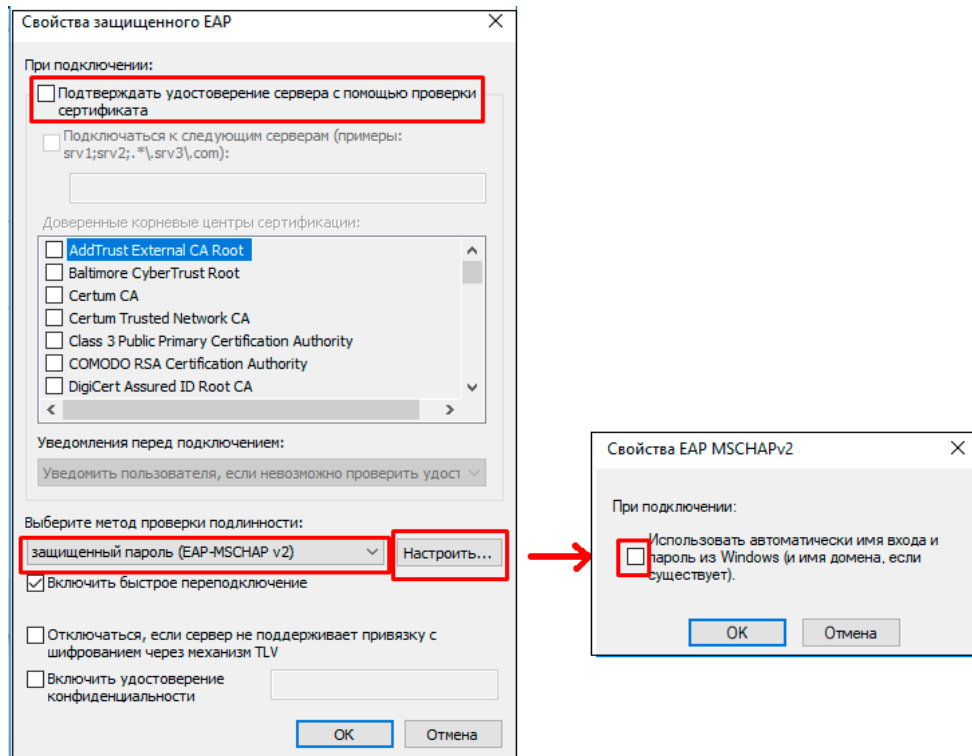 Свойства защищенного EAP
При подключении:
Подтверждать удостоверение сервера с помощью проверки
сертификата
Подключаться к следующим серверам (примеры:
srv1;srv2;.*\.srv3\.com):
Доверенные корневые центры сертификации:
AddTrust External CA Root
Baltimore CyberTrust Root
Certum CA
Certum Trusted Network CA
Class 3 Public Primary Certification Authority
COMODO RSA Certification Authority
DigiCert Assured ID Root CA
Уведомления перед подключением:
Уведомить пользователя, если невозможно проверить удост
Выберите метод проверки подлинности:
защищенный пароль (EAP-MSCHAP v2)
Настроить...
Включить быстрое переподключение
Отключаться, если сервер не поддерживает привязку с
шифрованием через механизм TLV
Включить удостоверение
конфиденциальности
OK
Отмена
Свойства EAP MSCHAPv2
При подключении:
Использовать автоматически имя входа и
пароль из Windows (и имя домена, если
существует).
OK
Отмена